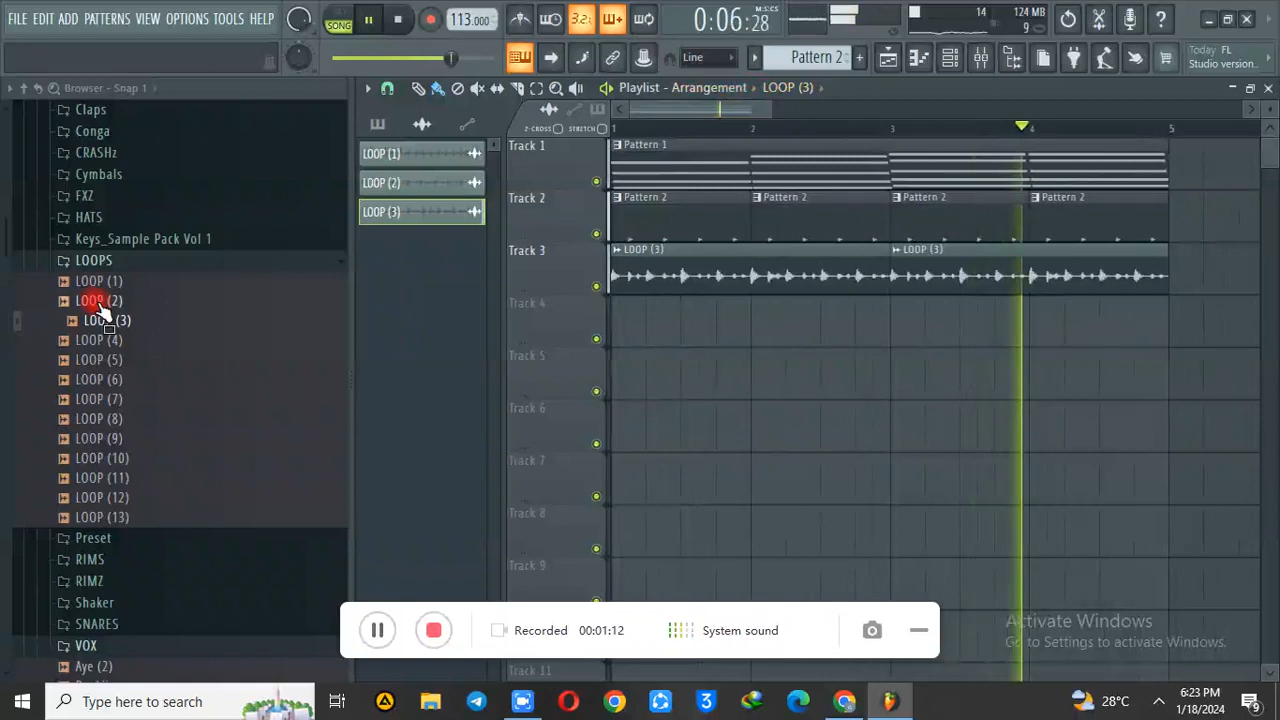 FILE EDIT ADD PATTERNS VIEW OPTIONS TOOLS HELP
SONG
113.000
3.2
0:06:28
M:S:CS
14
124 MB
9
Line
Pattern 2
Today: FL
Studio version..
Browser - Snap 1
Playlist - Arrangement › LOOP (3)
Z-CROSS
STRETCH
1 2 3 4 5
Claps
Conga
CRASHz
Cymbals
FXZ
HATS
Keys_Sample Pack Vol 1
LOOPS
LOOP (1)
LOOP (2)
LOOP (3)
LOOP (4)
LOOP (5)
LOOP (6)
LOOP (7)
LOOP (8)
LOOP (9)
LOOP (10)
LOOP (11)
LOOP (12)
LOOP (13)
Preset
RIMS
RIMZ
Shaker
SNARES
VOX
Aye (2)
LOOP (1)
LOOP (2)
LOOP (3)
Track 1
Pattern 1
Track 2
Pattern 2 Pattern 2 Pattern 2 Pattern 2
Track 3
LOOP (3) LOOP (3)
Track 4
Track 5
Track 6
Track 7
Track 8
Track 9
Track 11
Recorded 00:01:12 System sound
Activate Windows
Go to Settings to activate Windows.
Type here to search
28°C
6:23 PM
1/18/2024